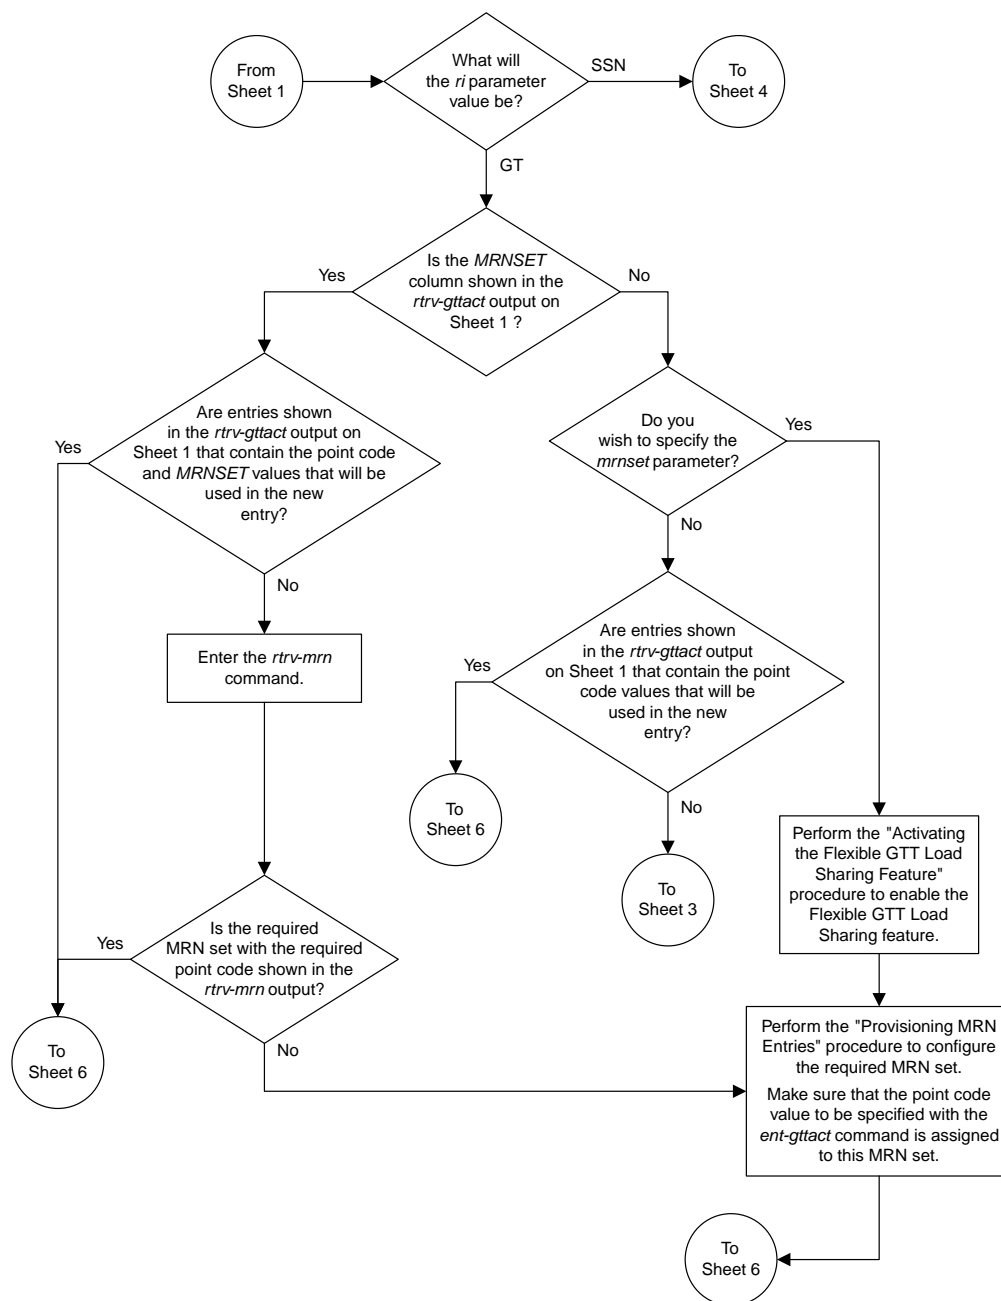 From
Sheet 1
What will
the ri parameter
value be?
SSN
To
Sheet 4
GT
Is the MRNSET
column shown in the
rtrv-gttact output on
Sheet 1 ?
Yes
No
Are entries shown
in the rtrv-gttact output on
Sheet 1 that contain the point code
and MRNSET values that will be
used in the new
entry?
Yes
No
Do you
wish to specify the
mrnset parameter?
Yes
No
Enter the rtrv-mrn
command.
Are entries shown
in the rtrv-gttact output
on Sheet 1 that contain the point
code values that will be
used in the new
entry?
Yes
To
Sheet 6
No
To
Sheet 3
Perform the "Activating
the Flexible GTT Load
Sharing Feature"
procedure to enable the
Flexible GTT Load
Sharing feature.
Is the required
MRN set with the required
point code shown in the
rtrv-mrn output?
Yes
To
Sheet 6
No
Perform the "Provisioning MRN
Entries" procedure to configure
the required MRN set.
Make sure that the point code
value to be specified with the
ent-gttact command is assigned
to this MRN set.
To
Sheet 6